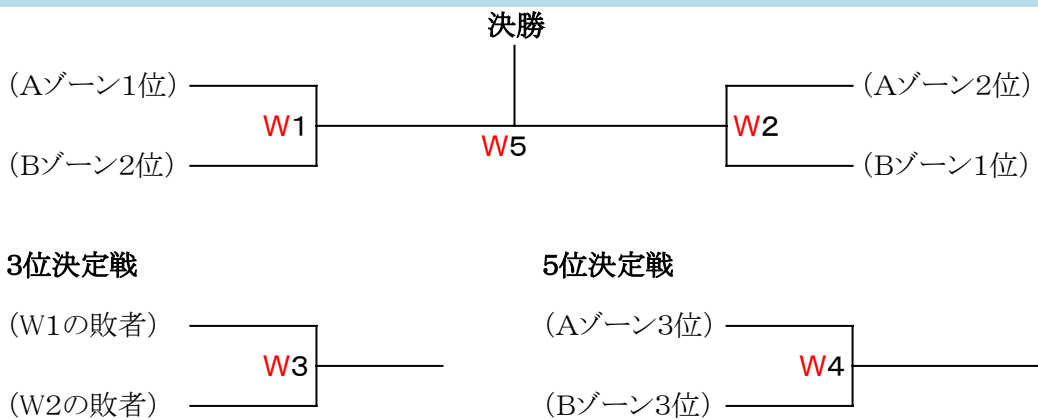 決勝
(Aゾーン1位)
(Aゾーン2位)
W1
W2
W5
(Bゾーン2位)
(Bゾーン1位)
3位決定戦
5位決定戦
(W1の敗者)
(Aゾーン3位)
W3
W4
(W2の敗者)
(Bゾーン3位)